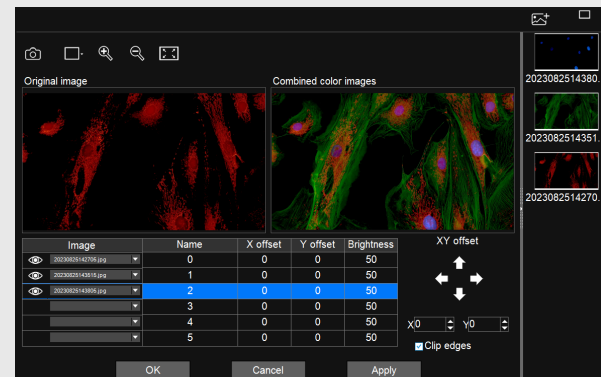 Original image
Combined color images
Image Name X offset Y offset Brightness
20230825142705.jpg 0 0 0 50
20230825143515.jpg 1 0 0 50
20230825143805.jpg 2 0 0 50
3 0 0 50
4 0 0 50
5 0 0 50
XY offset
X0 Y0
Clip edges
OK Cancel Apply
2023082514380.
2023082514351.
2023082514270.